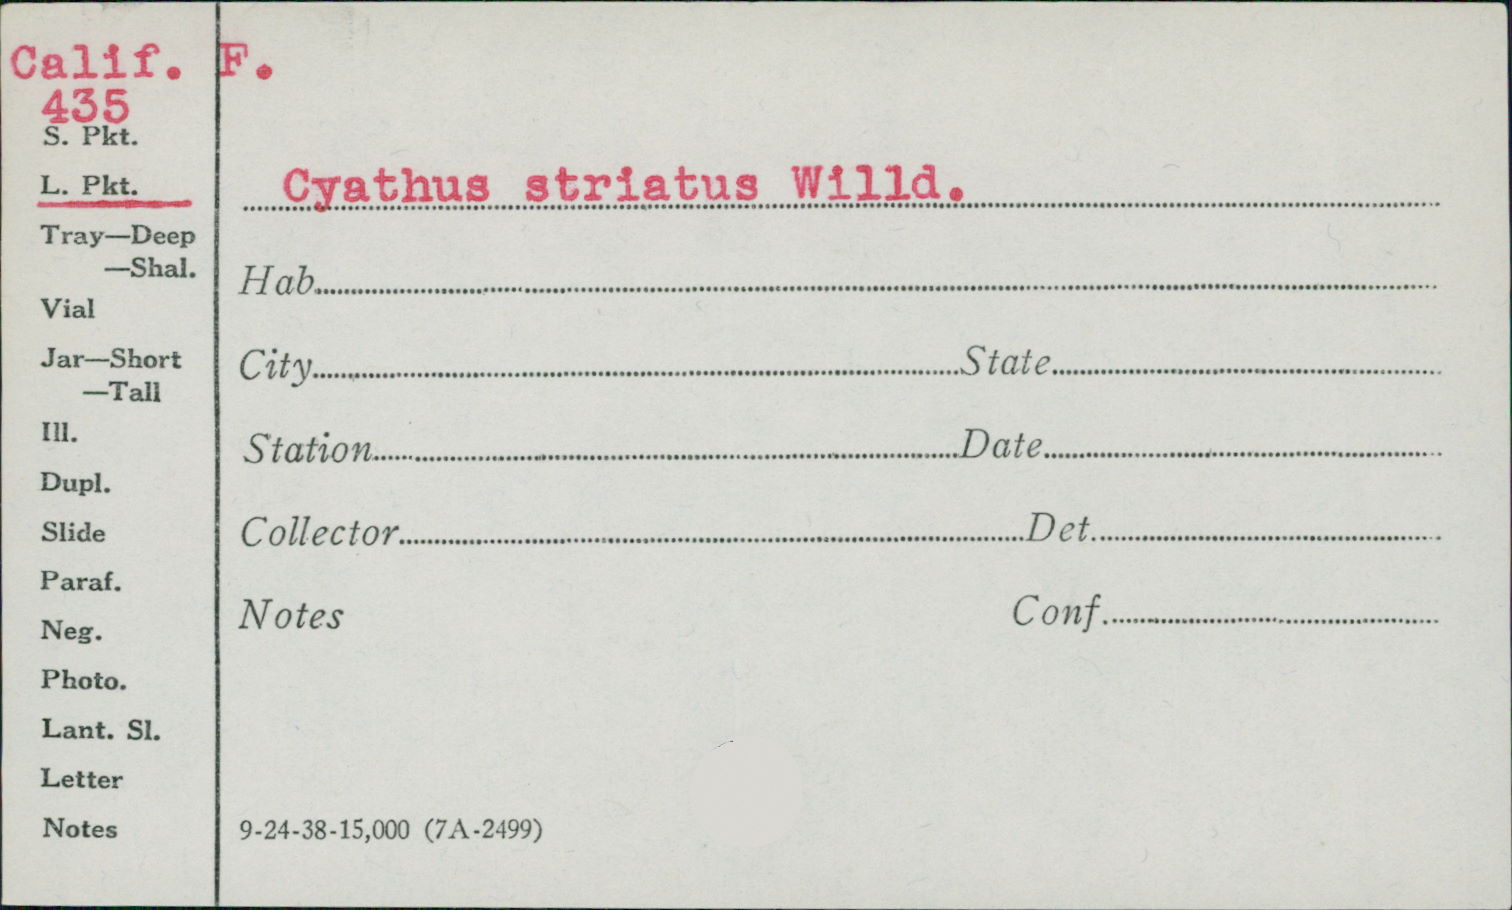 Calif. F.
435
S. Pkt.
L. Pkt.
Cyathus striatus Willd.
Tray—Deep
—Shal.
Hab.
Vial
Jar—Short
—Tall
City State
Ill.
Station Date
Dupl.
Slide
Collector Det.
Paraf.
Neg.
Notes Conf.
Photo.
Lant. Sl.
Letter
Notes
9-24-38-15,000 (7A-2499)